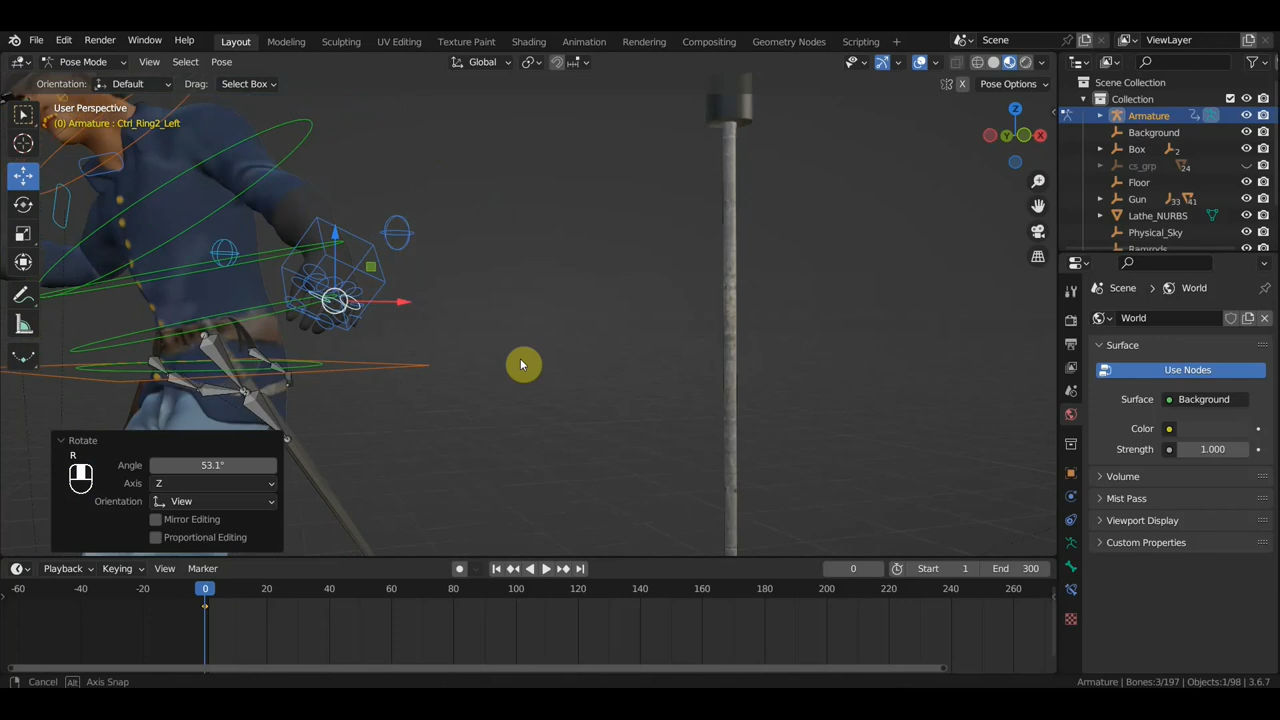 File Edit Render Window Help Layout Modeling Sculpting UV Editing Texture Paint Shading Animation Rendering Compositing Geometry Nodes Scripting + Scene ViewLayer
Pose Mode View Select Pose Global
Orientation: Default Drag: Select Box X Pose Options
User Perspective
(0) Armature : Ctrl_Ring2_Left
Z
Y
X
Scene Collection
Collection
Armature
Background
Box 2
cs_grp 24
Floor
Gun 33 41
Lathe_NURBS
Physical_Sky
Ramrods
Scene > World
World
Surface
Use Nodes
Surface Background
Color
Strength 1.000
Volume
Mist Pass
Viewport Display
Custom Properties
Rotate
R
Angle 53.1°
Axis Z
Orientation View
Mirror Editing
Proportional Editing
Playback Keying View Marker 0 Start 1 End 300
-60 -40 -20 0 20 40 60 80 100 120 140 160 180 200 220 240 260
Cancel Alt Axis Snap Armature | Bones:3/197 | Objects:1/98 | 3.6.7